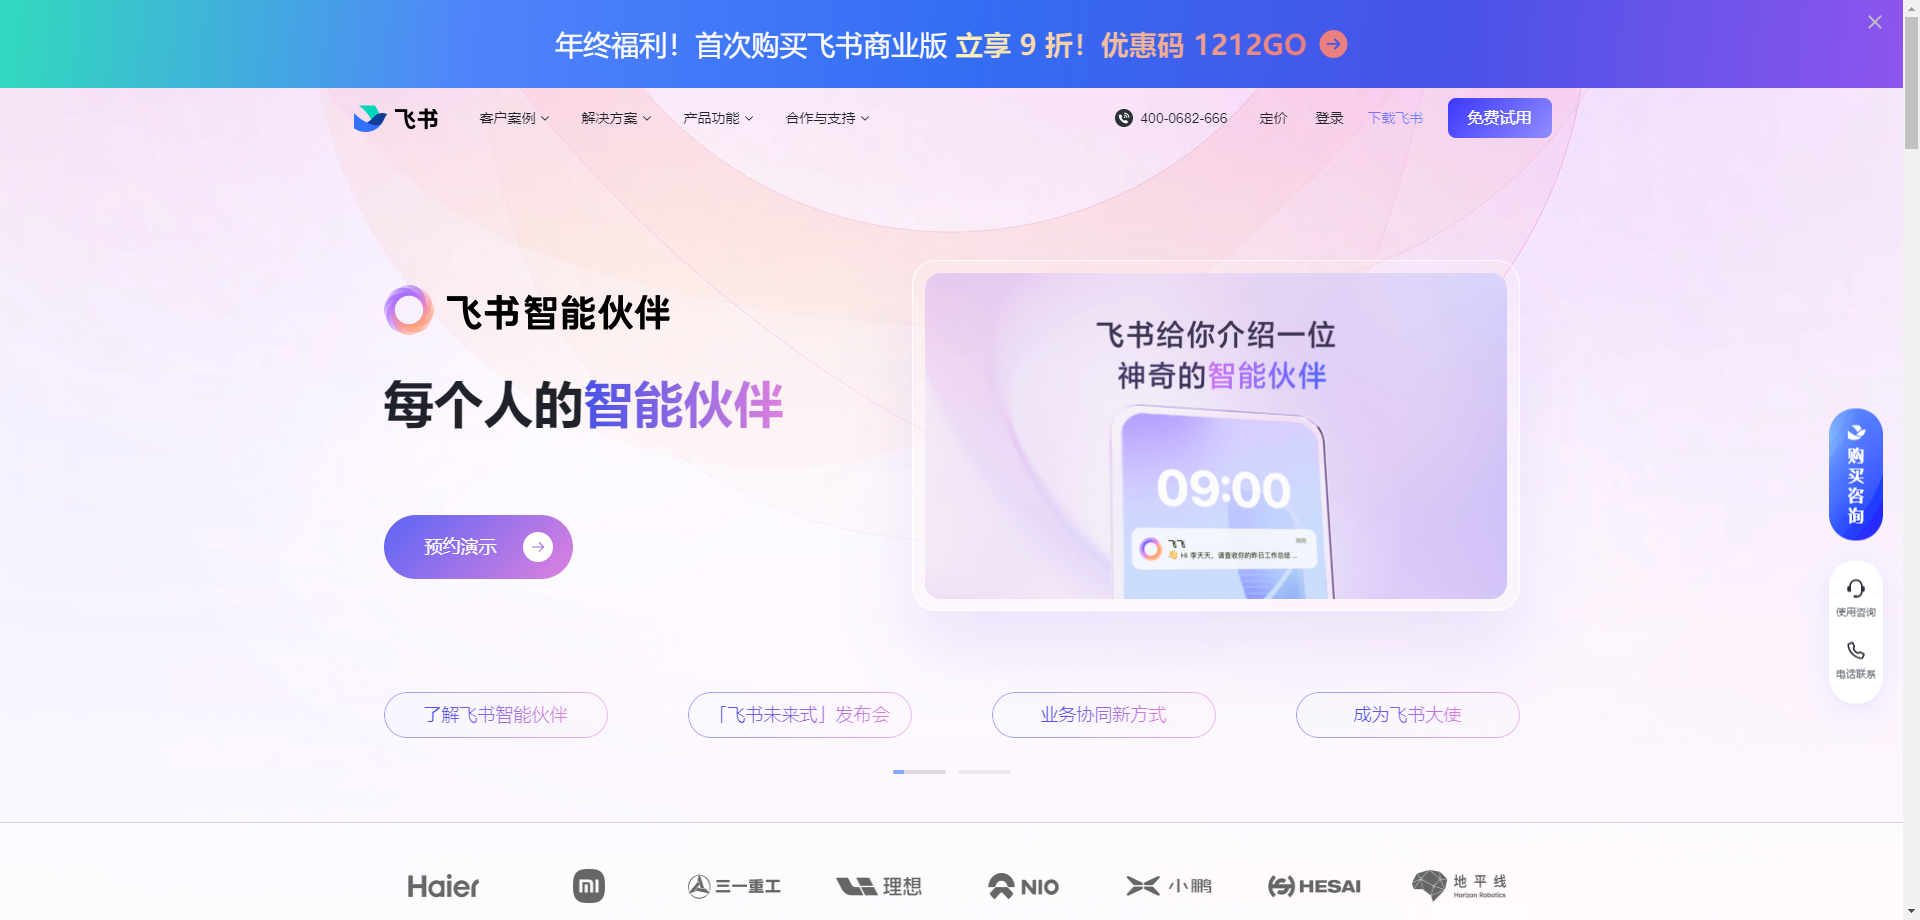 年终福利！首次购买飞书商业版 立享 9 折！优惠码 1212GO
飞书 客户案例 解决方案 产品功能 合作与支持 400-0682-666 定价 登录 下载飞书 免费试用
飞书智能伙伴
每个人的智能伙伴
预约演示
飞书给你介绍一位
神奇的智能伙伴
09:00
飞飞
Hi 李天天，请查收你的昨日工作总结 ...
购买咨询
使用咨询
电话联系
了解飞书智能伙伴 「飞书未来式」发布会 业务协同新方式 成为飞书大使
Haier mi 三一重工 理想 NIO 小鹏 HESAI 地平线
Horizon Robotics